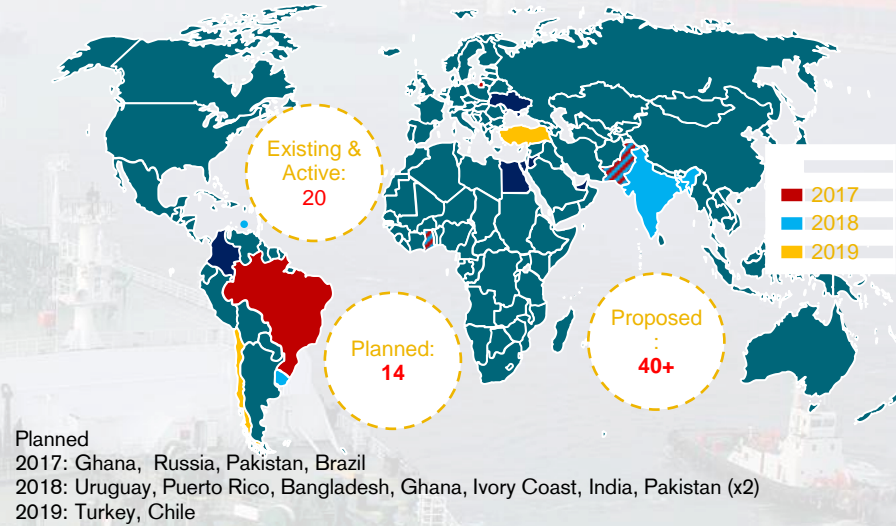 Existing &
Active:
20
2017
2018
2019
Planned:
14
Proposed
:
40+
Planned
2017: Ghana,  Russia, Pakistan, Brazil
2018: Uruguay, Puerto Rico, Bangladesh, Ghana, Ivory Coast, India, Pakistan (x2)
2019: Turkey, Chile